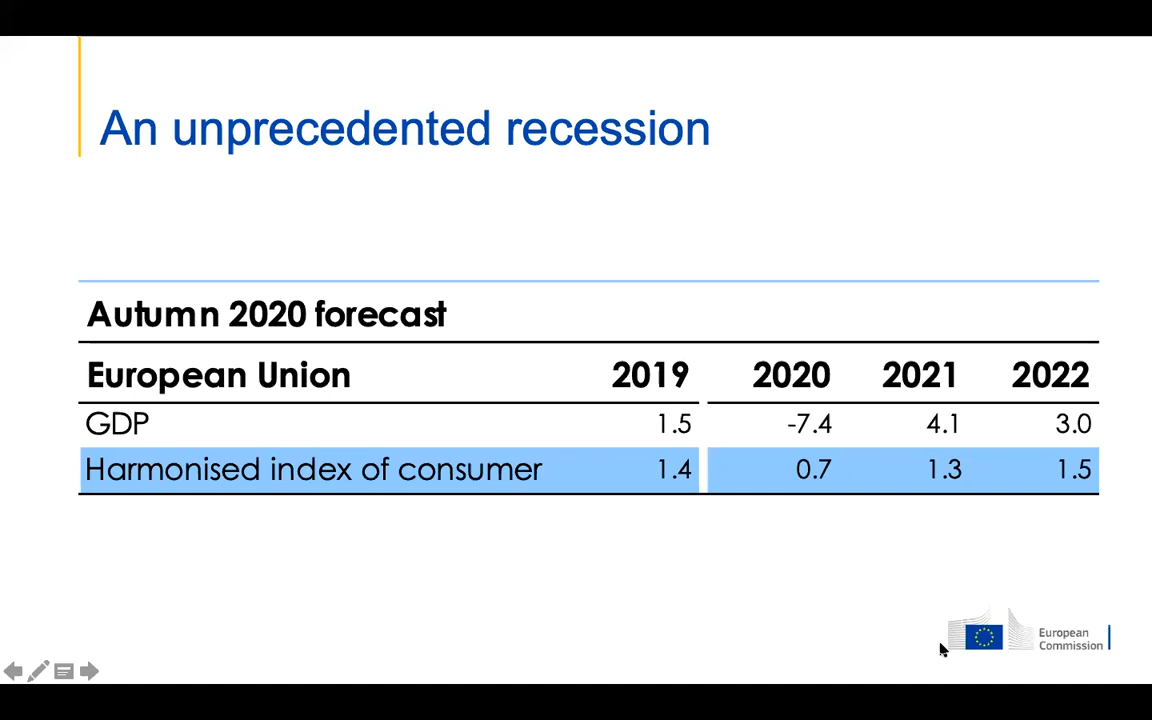 An unprecedented recession
Autumn 2020 forecast
European Union 2019 2020 2021 2022
GDP 1.5 -7.4 4.1 3.0
Harmonised index of consumer 1.4 0.7 1.3 1.5
European
Commission